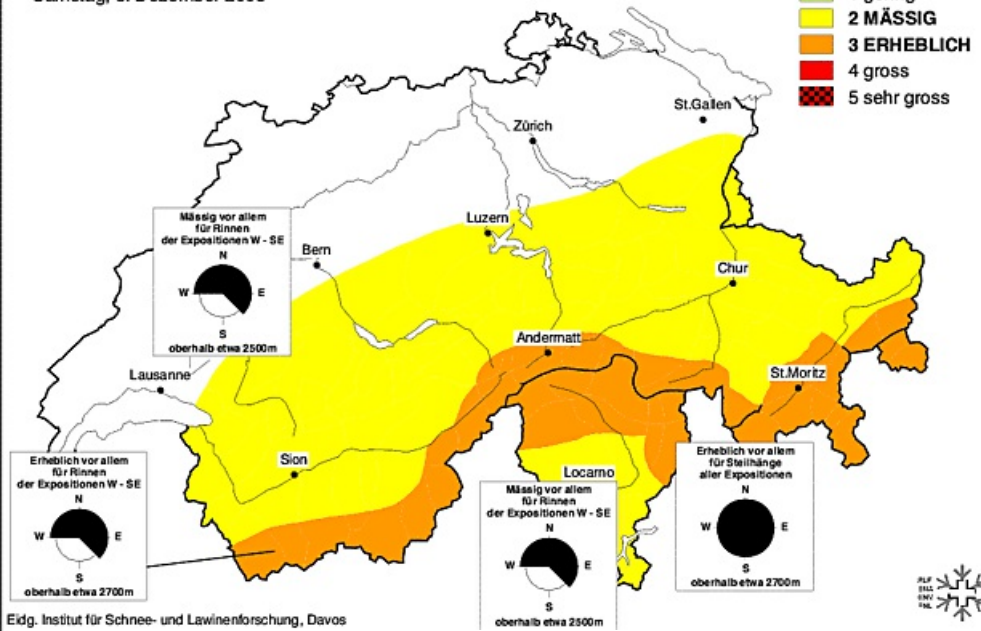 2 MÄSSIG
3 ERHEBLICH
4 gross
5 sehr gross
St.Gallen
Zürich
Mässig vor allem
für Rinnen
der Expositionen W - SE
N
W E
S
oberhalb etwa 2500m
Luzern
Bern
Chur
Andermatt
Lausanne
St.Moritz
Sion
Locarno
Erheblich vor allem
für Rinnen
der Expositionen W - SE
N
W E
S
oberhalb etwa 2700m
Mässig vor allem
für Rinnen
der Expositionen W - SE
N
W E
S
oberhalb etwa 2500m
Erheblich vor allem
für Steilhänge
aller Expositionen
N
W E
S
oberhalb etwa 2700m
Eidg. Institut für Schnee- und Lawinenforschung, Davos